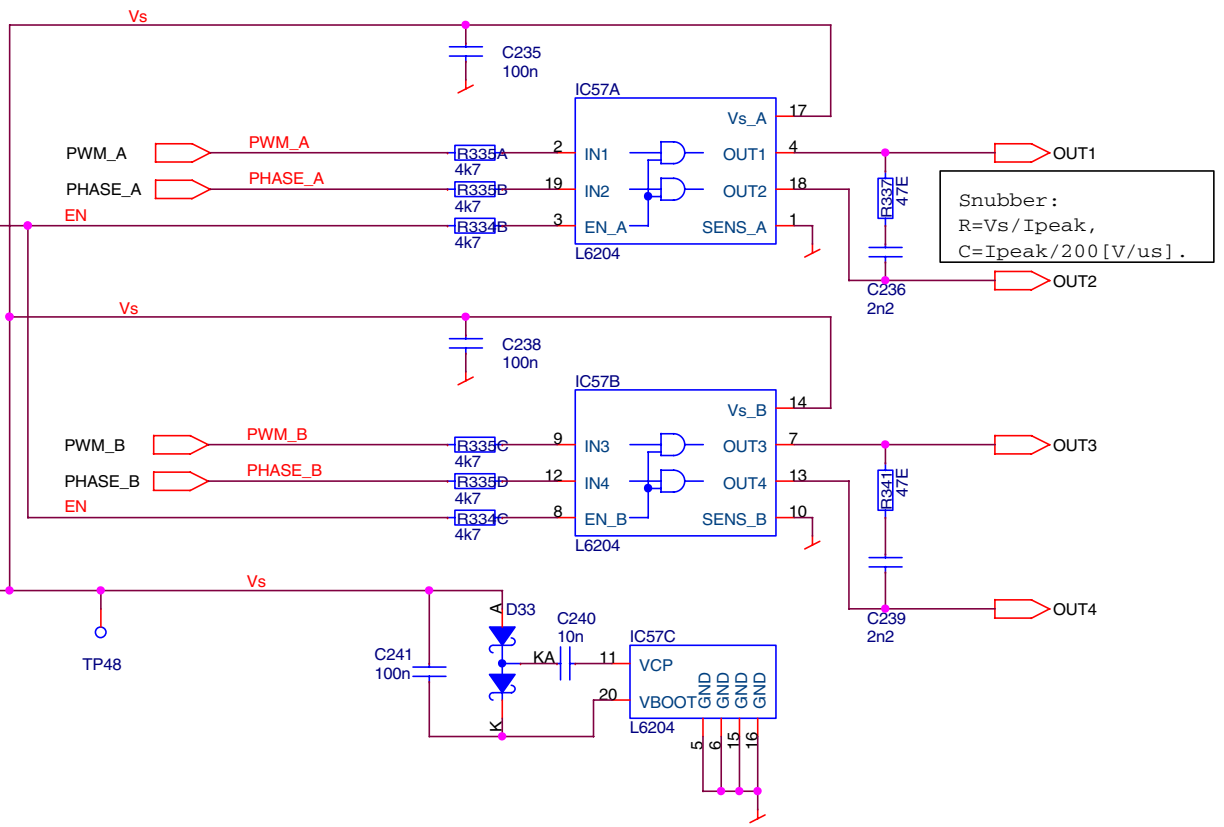 Vs
C235
100n
IC57A
Vs_A
17
PWM_A
PWM_A
R335A
4k7
2
IN1
OUT1
4
OUT1
PHASE_A
PHASE_A
R335B
4k7
19
IN2
OUT2
18
EN
R334B
4k7
3
EN_A
SENS_A
1
L6204
R337
47E
C236
2n2
OUT2
Snubber:
R=Vs/Ipeak,
C=Ipeak/200[V/us].
Vs
C238
100n
IC57B
Vs_B
14
PWM_B
PWM_B
R335C
4k7
9
IN3
OUT3
7
OUT3
PHASE_B
PHASE_B
R335D
4k7
12
IN4
OUT4
13
EN
R334C
4k7
8
EN_B
SENS_B
10
L6204
R341
47E
C239
2n2
OUT4
Vs
TP48
C241
100n
A
D33
KA
K
C240
10n
IC57C
11
VCP
20
VBOOT
GND
GND
GND
GND
L6204
5
6
15
16